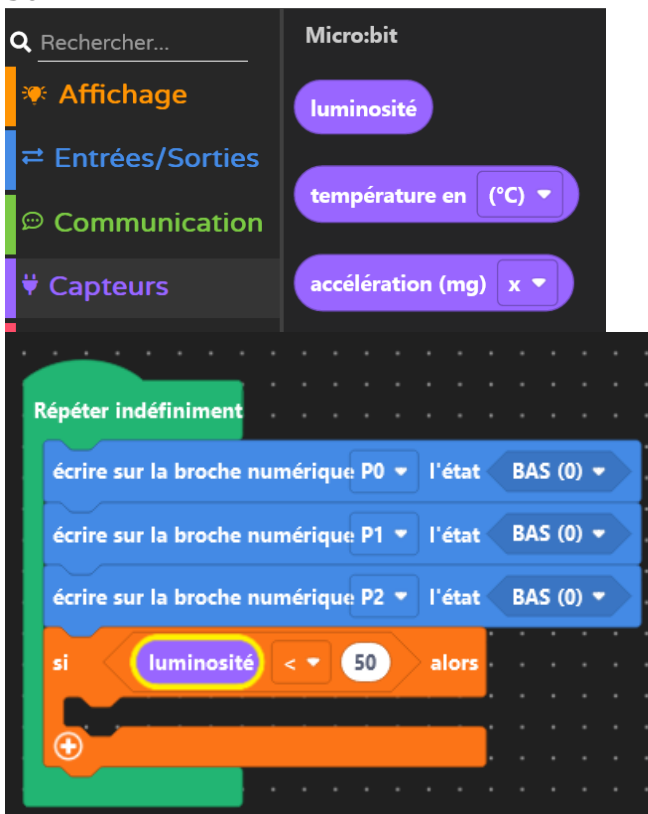 Rechercher...
Affichage
Entrées/Sorties
Communication
Capteurs
Micro:bit
luminosité
température en (°C)
accélération (mg) x
Répéter indéfiniment
écrire sur la broche numérique P0 l'état BAS (0)
écrire sur la broche numérique P1 l'état BAS (0)
écrire sur la broche numérique P2 l'état BAS (0)
si luminosité < 50 alors